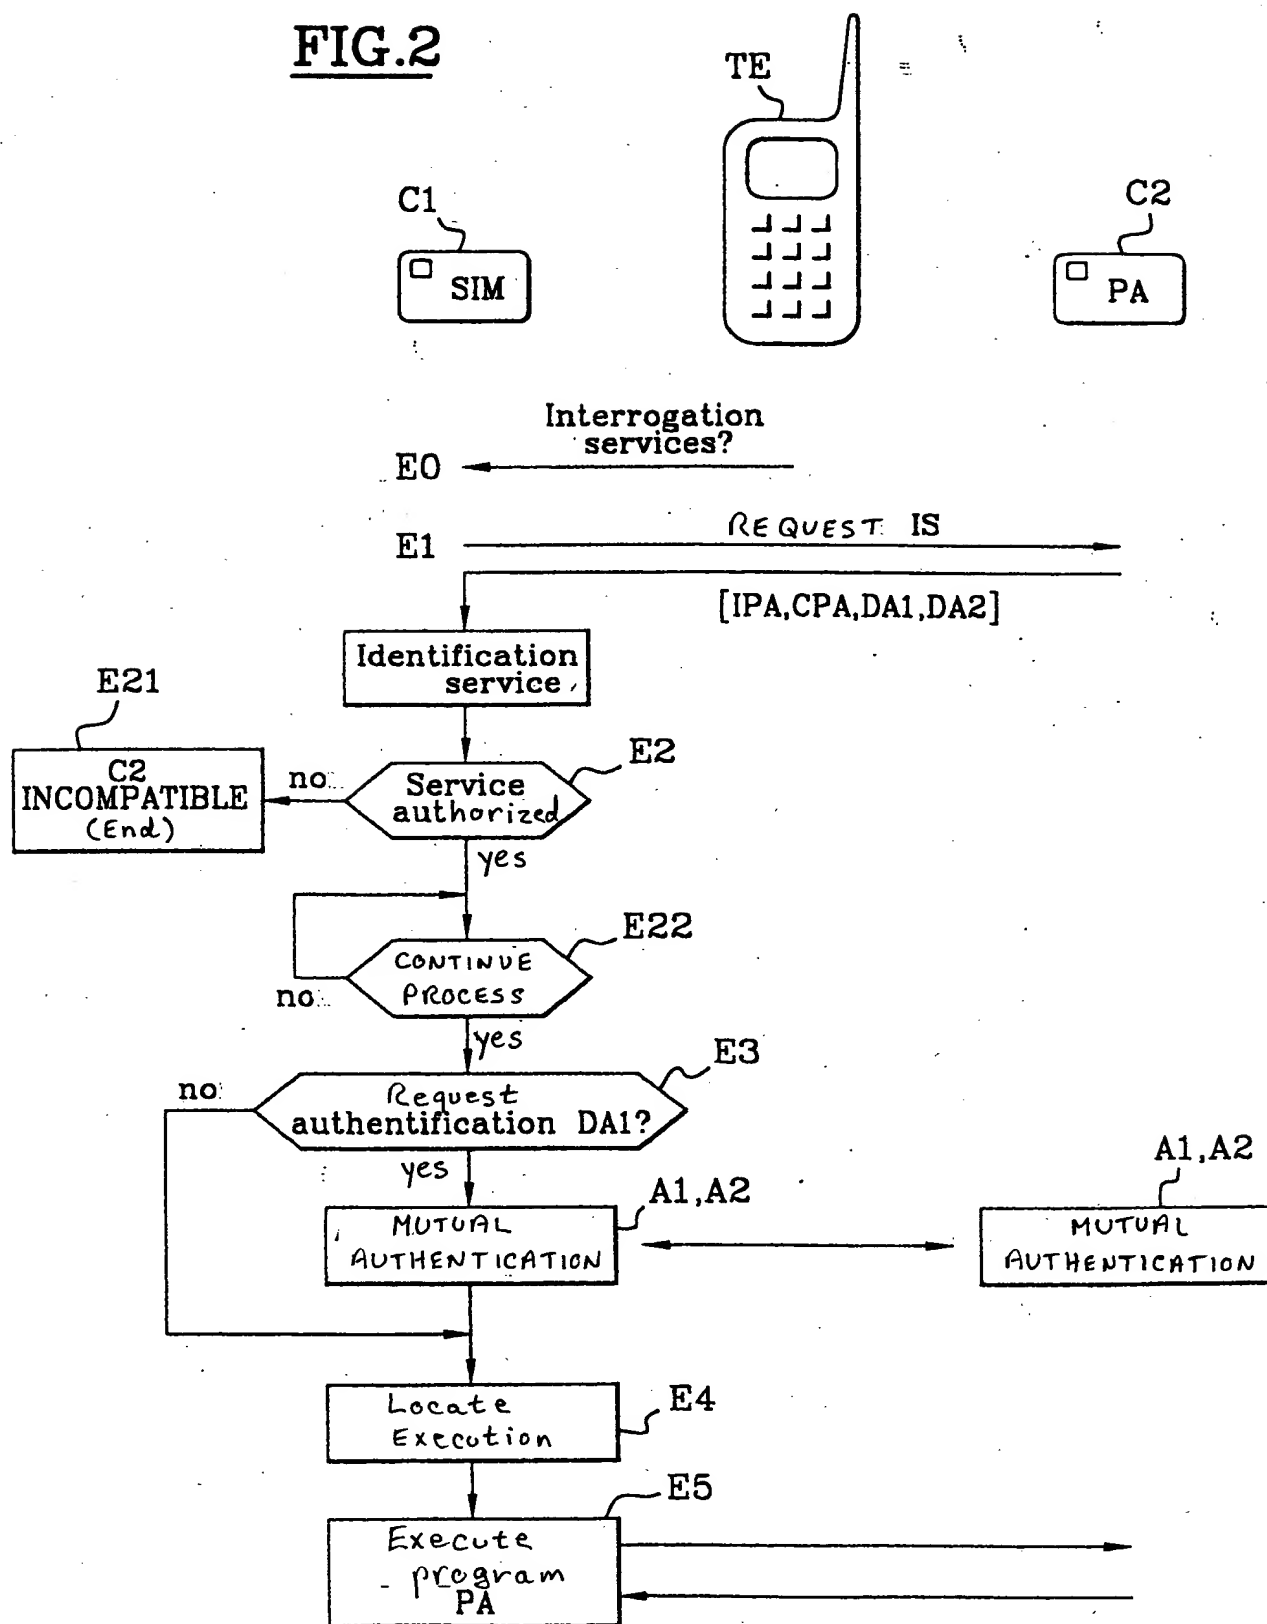 FIG.2
TE
C1
C2
SIM
PA
Interrogation
services?
E0
E1
REQUEST IS
[IPA,CPA,DA1,DA2]
Identification
service
E21
E2
C2
INCOMPATIBLE
(End)
no
Service
authorized
yes
E22
CONTINUE
PROCESS
no
yes
E3
no
Request
authentification DA1?
yes
A1,A2
A1,A2
MUTUAL
AUTHENTICATION
MUTUAL
AUTHENTICATION
Locate
Execution
E4
E5
Execute
program
PA